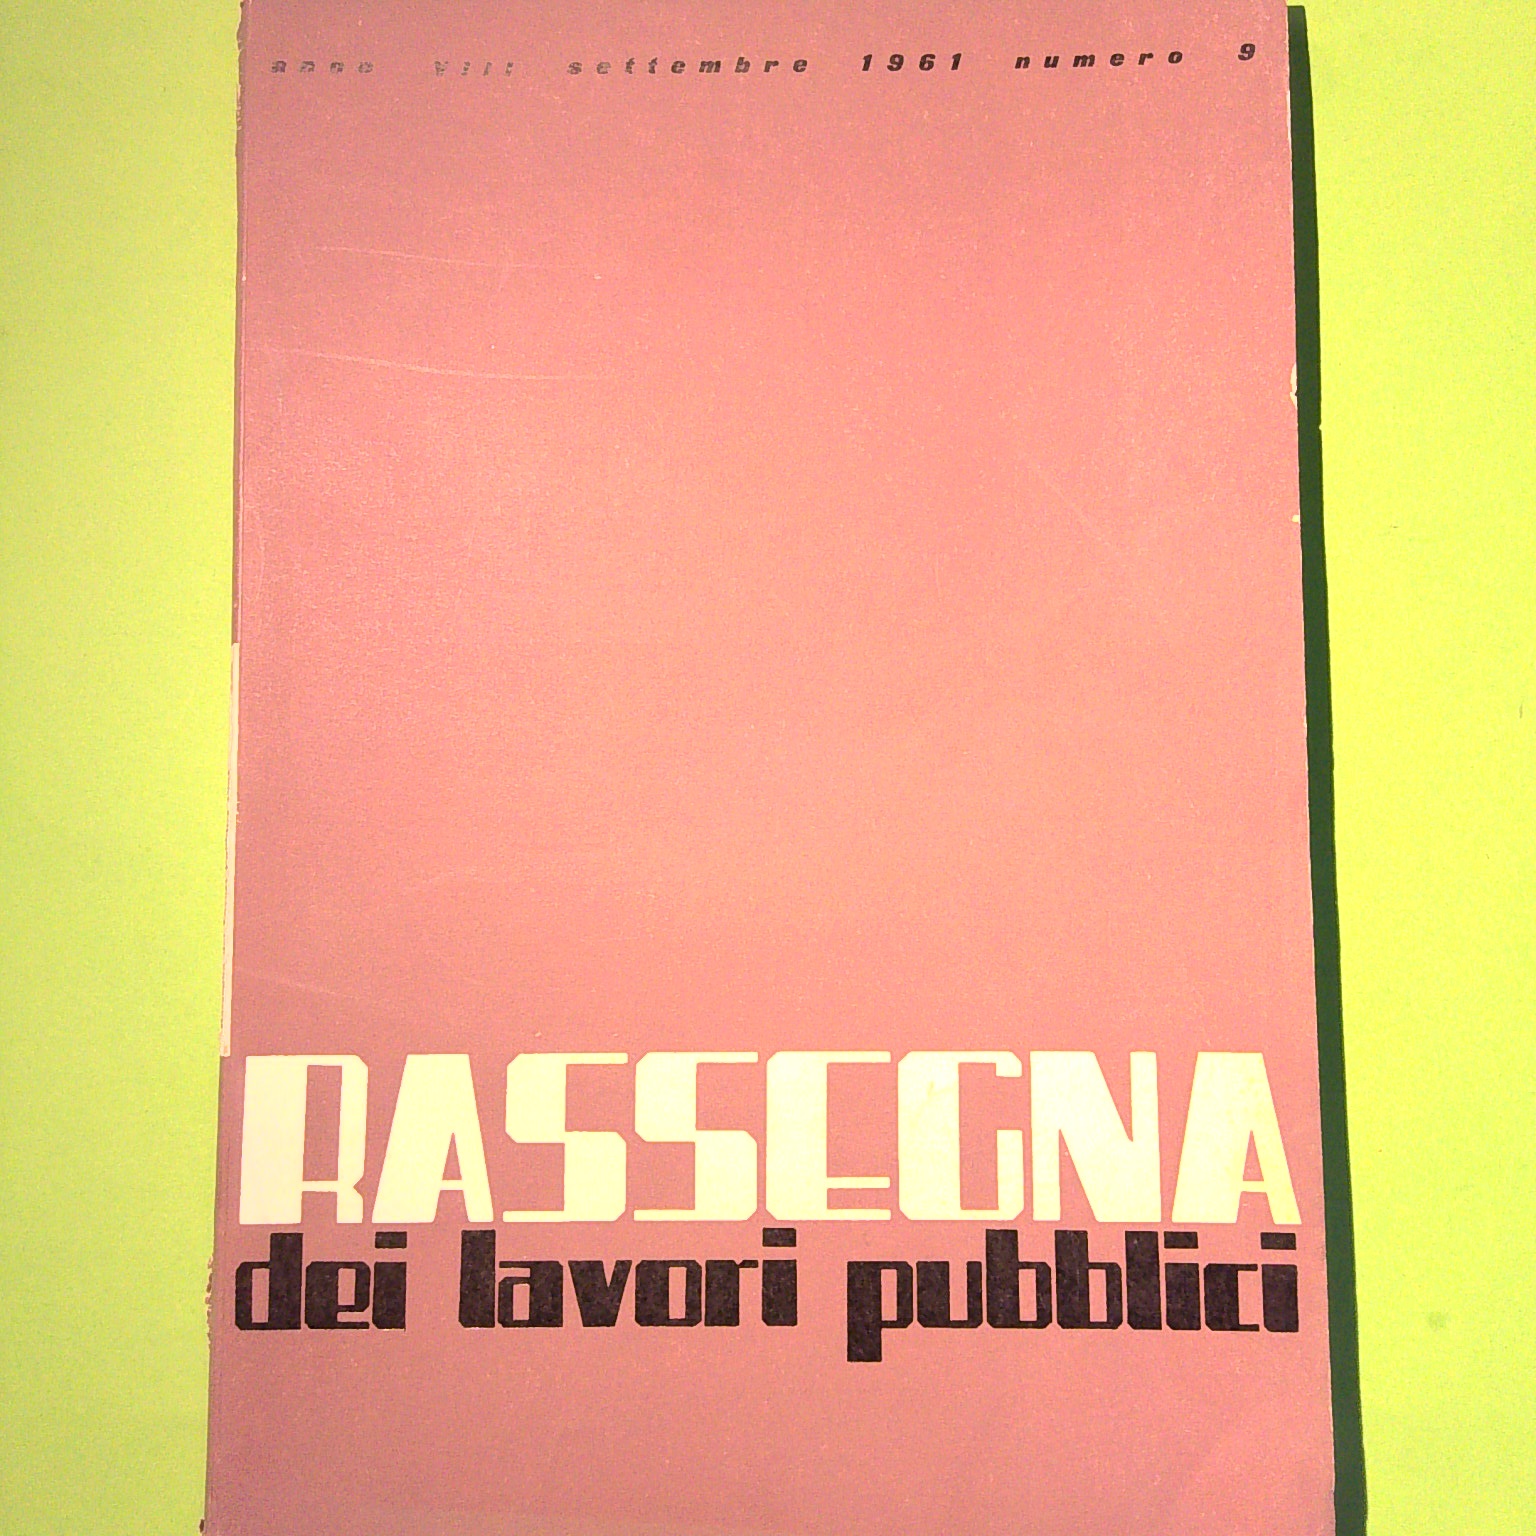 anno VIII settembre 1961 numero 9
RASSEGNA
dei lavori pubblici